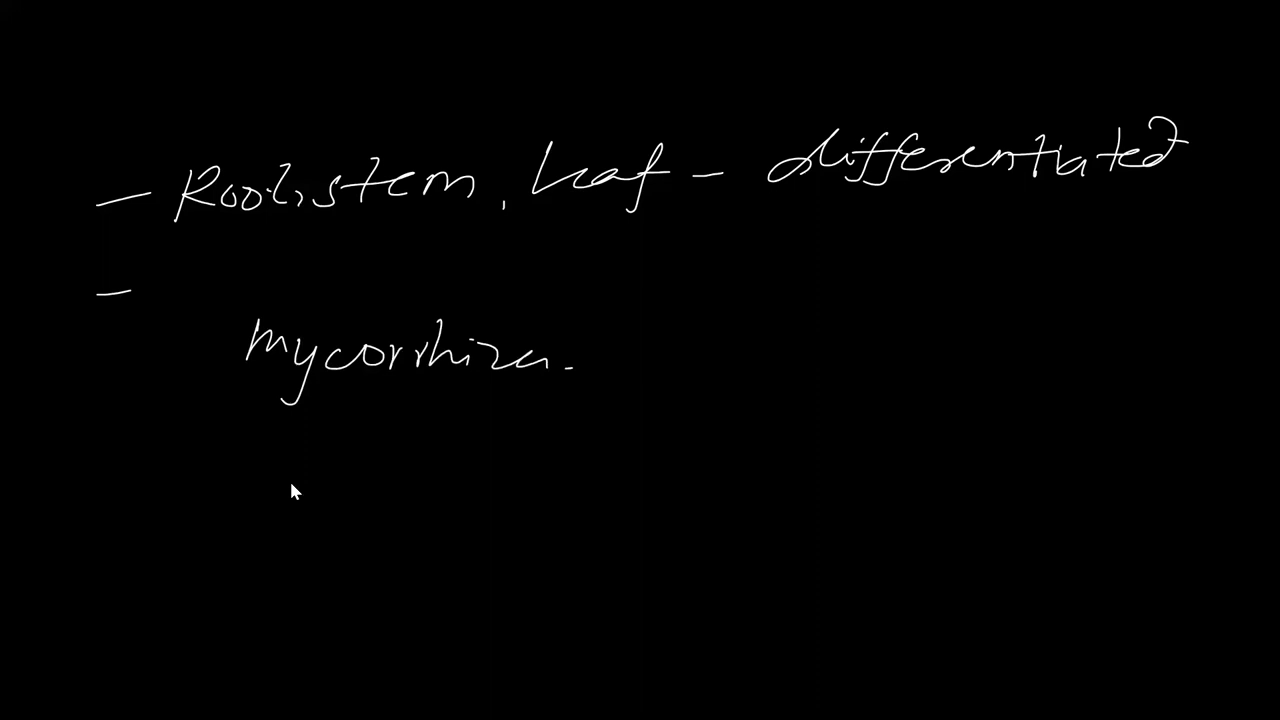 - Root, stem, leaf - differentiated
-
mycorrhiza.